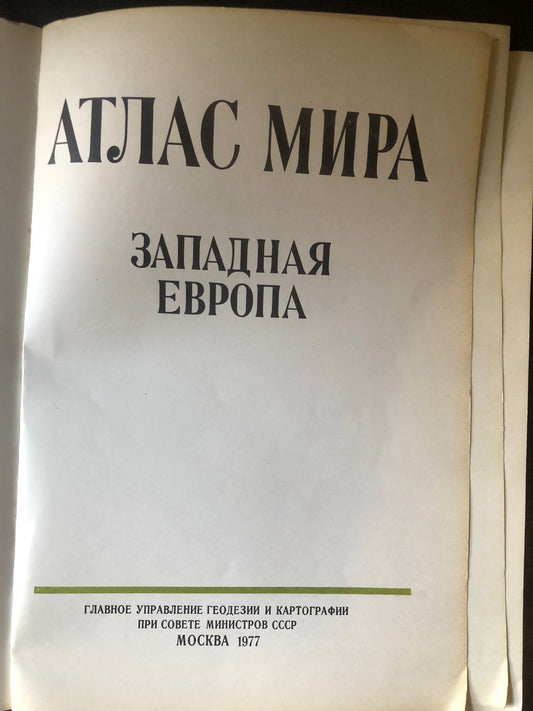 АТЛАС МИРА
ЗАПАДНАЯ
ЕВРОПА
ГЛАВНОЕ УПРАВЛЕНИЕ ГЕОДЕЗИИ И КАРТОГРАФИИ
ПРИ СОВЕТЕ МИНИСТРОВ СССР
МОСКВА 1977